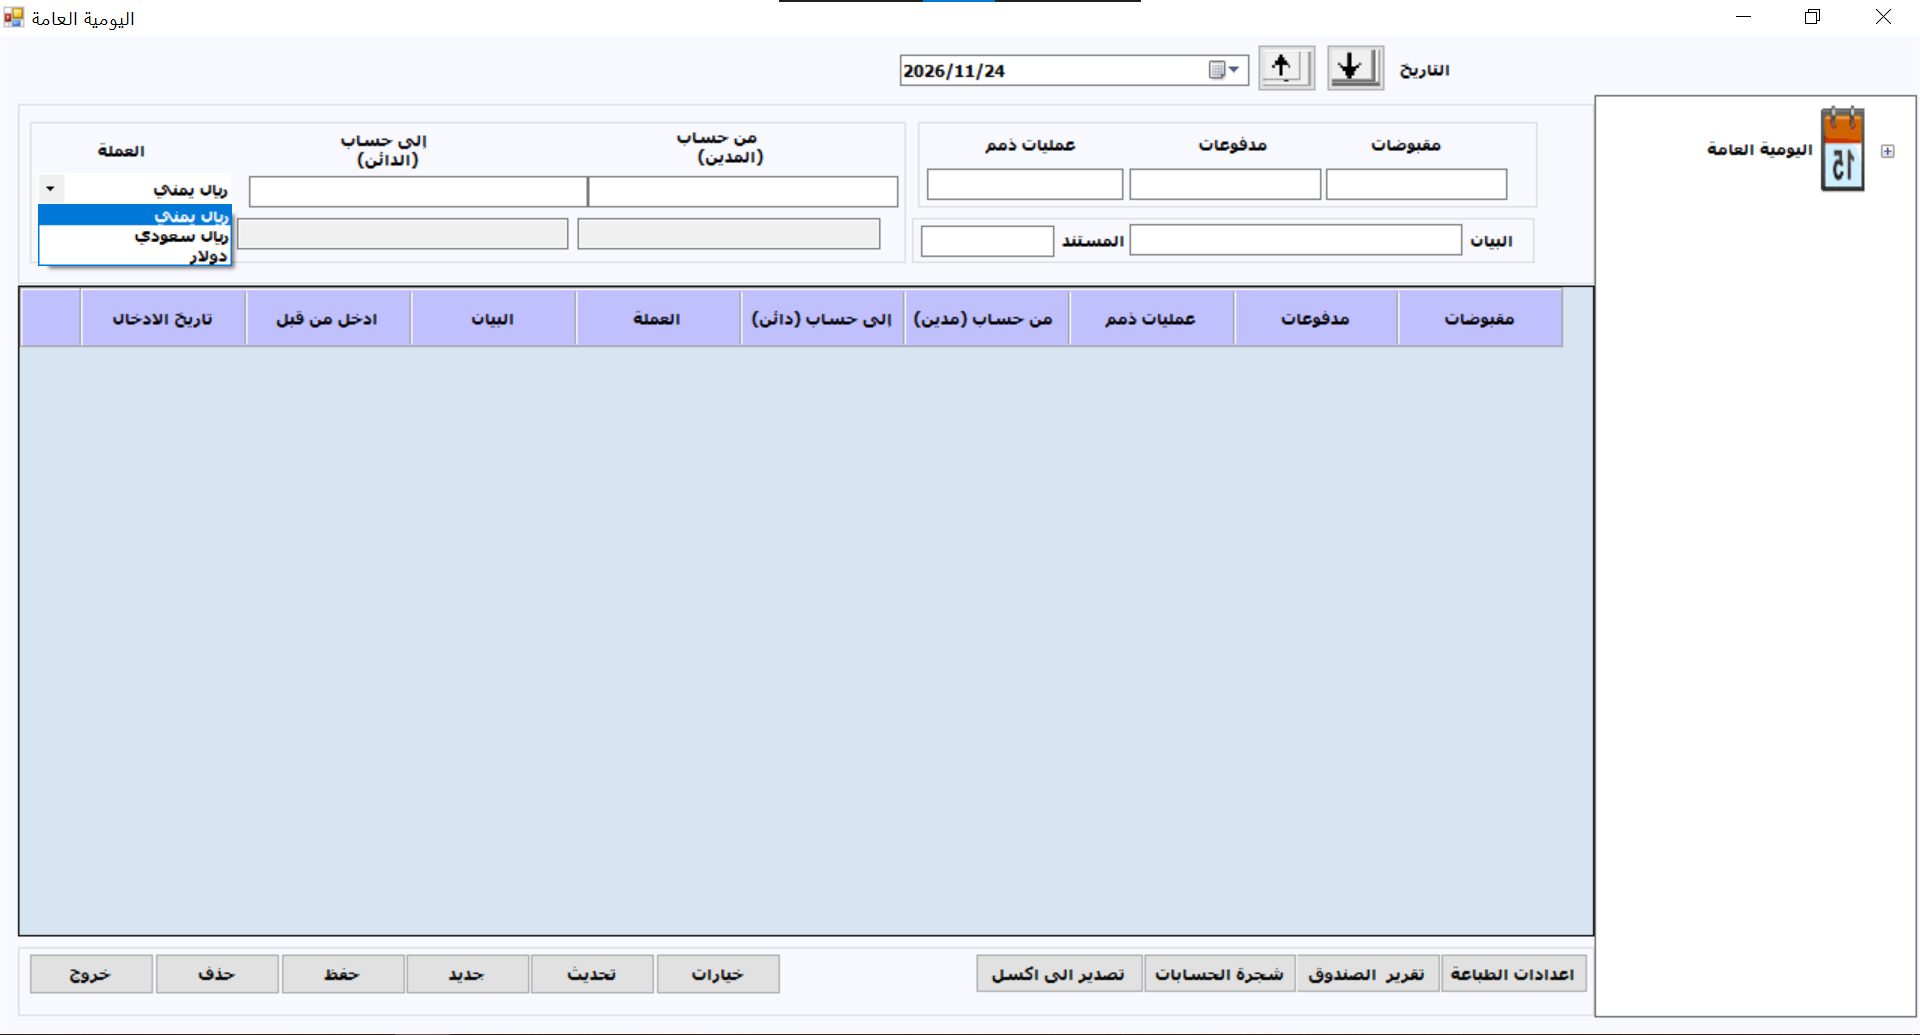 اليومية العامة
التاريخ
2026/11/24
اليومية العامة
15
مقبوضات
مدفوعات
عمليات ذمم
من حساب
(المدين)
إلى حساب
(الدائن)
العملة
ريال يمني
ريال يمني
ريال سعودي
دولار
البيان
المستند
مقبوضات
مدفوعات
عمليات ذمم
من حساب (مدين)
إلى حساب (دائن)
العملة
البيان
ادخل من قبل
تاريخ الادخال
اعدادات الطباعة
تقرير الصندوق
شجرة الحسابات
تصدير الى اكسل
خيارات
تحديث
جديد
حفظ
حذف
خروج